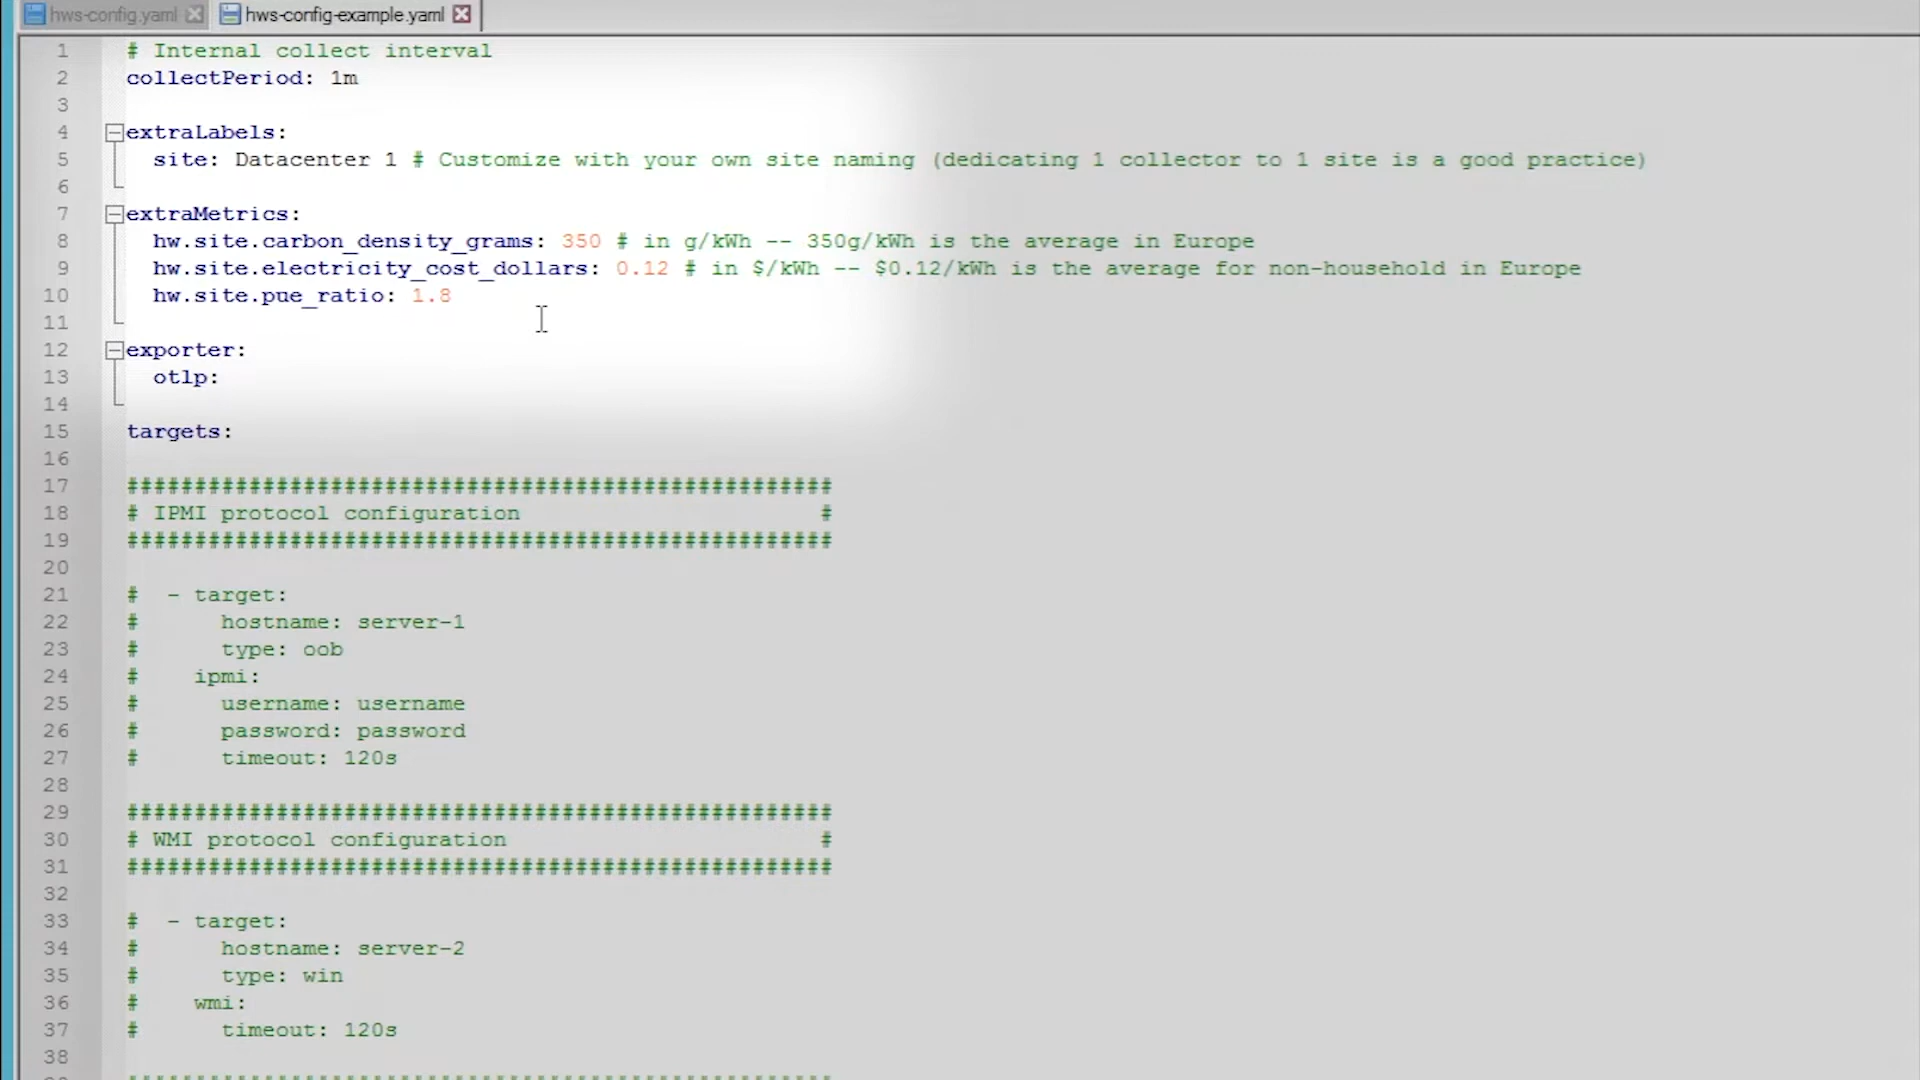 hws-config.yaml hws-config-example.yaml
1 # Internal collect interval
2 collectPeriod: 1m
3
4 extraLabels:
5 site: Datacenter 1 # Customize with your own site naming (dedicating 1 collector to 1 site is a good practice)
6
7 extraMetrics:
8 hw.site.carbon_density_grams: 350 # in g/kWh -- 350g/kWh is the average in Europe
9 hw.site.electricity_cost_dollars: 0.12 # in $/kWh -- $0.12/kWh is the average for non-household in Europe
10 hw.site.pue_ratio: 1.8
11
12 exporter:
13 otlp:
14
15 targets:
16
17 ####################################################
18 # IPMI protocol configuration #
19 ####################################################
20
21 # - target:
22 # hostname: server-1
23 # type: oob
24 # ipmi:
25 # username: username
26 # password: password
27 # timeout: 120s
28
29 ####################################################
30 # WMI protocol configuration #
31 ####################################################
32
33 # - target:
34 # hostname: server-2
35 # type: win
36 # wmi:
37 # timeout: 120s
38